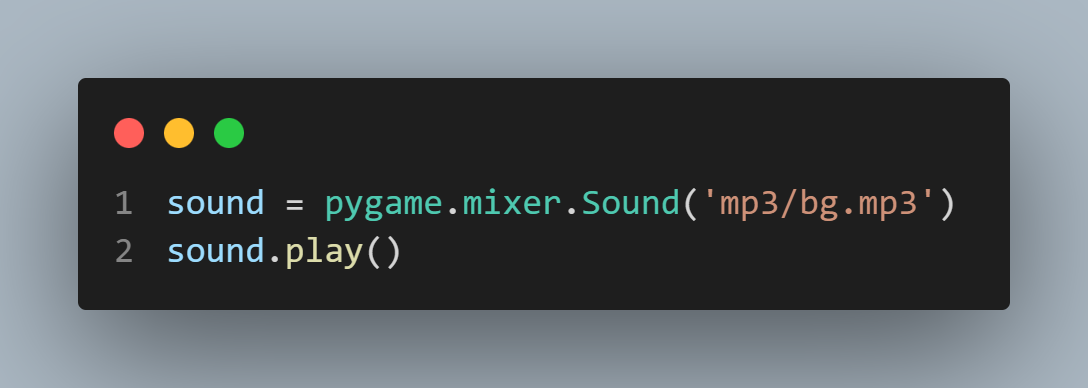 1 sound = pygame.mixer.Sound('mp3/bg.mp3')
2 sound.play()